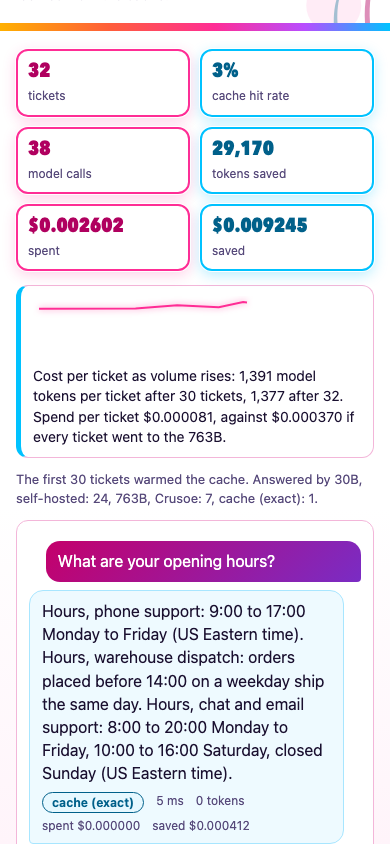 32
tickets
3%
cache hit rate
38
model calls
29,170
tokens saved
$0.002602
spent
$0.009245
saved
Cost per ticket as volume rises: 1,391 model
tokens per ticket after 30 tickets, 1,377 after 32.
Spend per ticket $0.000081, against $0.000370 if
every ticket went to the 763B.
The first 30 tickets warmed the cache. Answered by 30B,
self-hosted: 24, 763B, Crusoe: 7, cache (exact): 1.
What are your opening hours?
Hours, phone support: 9:00 to 17:00
Monday to Friday (US Eastern time).
Hours, warehouse dispatch: orders
placed before 14:00 on a weekday ship
the same day. Hours, chat and email
support: 8:00 to 20:00 Monday to
Friday, 10:00 to 16:00 Saturday, closed
Sunday (US Eastern time).
cache (exact) 5 ms 0 tokens
spent $0.000000 saved $0.000412